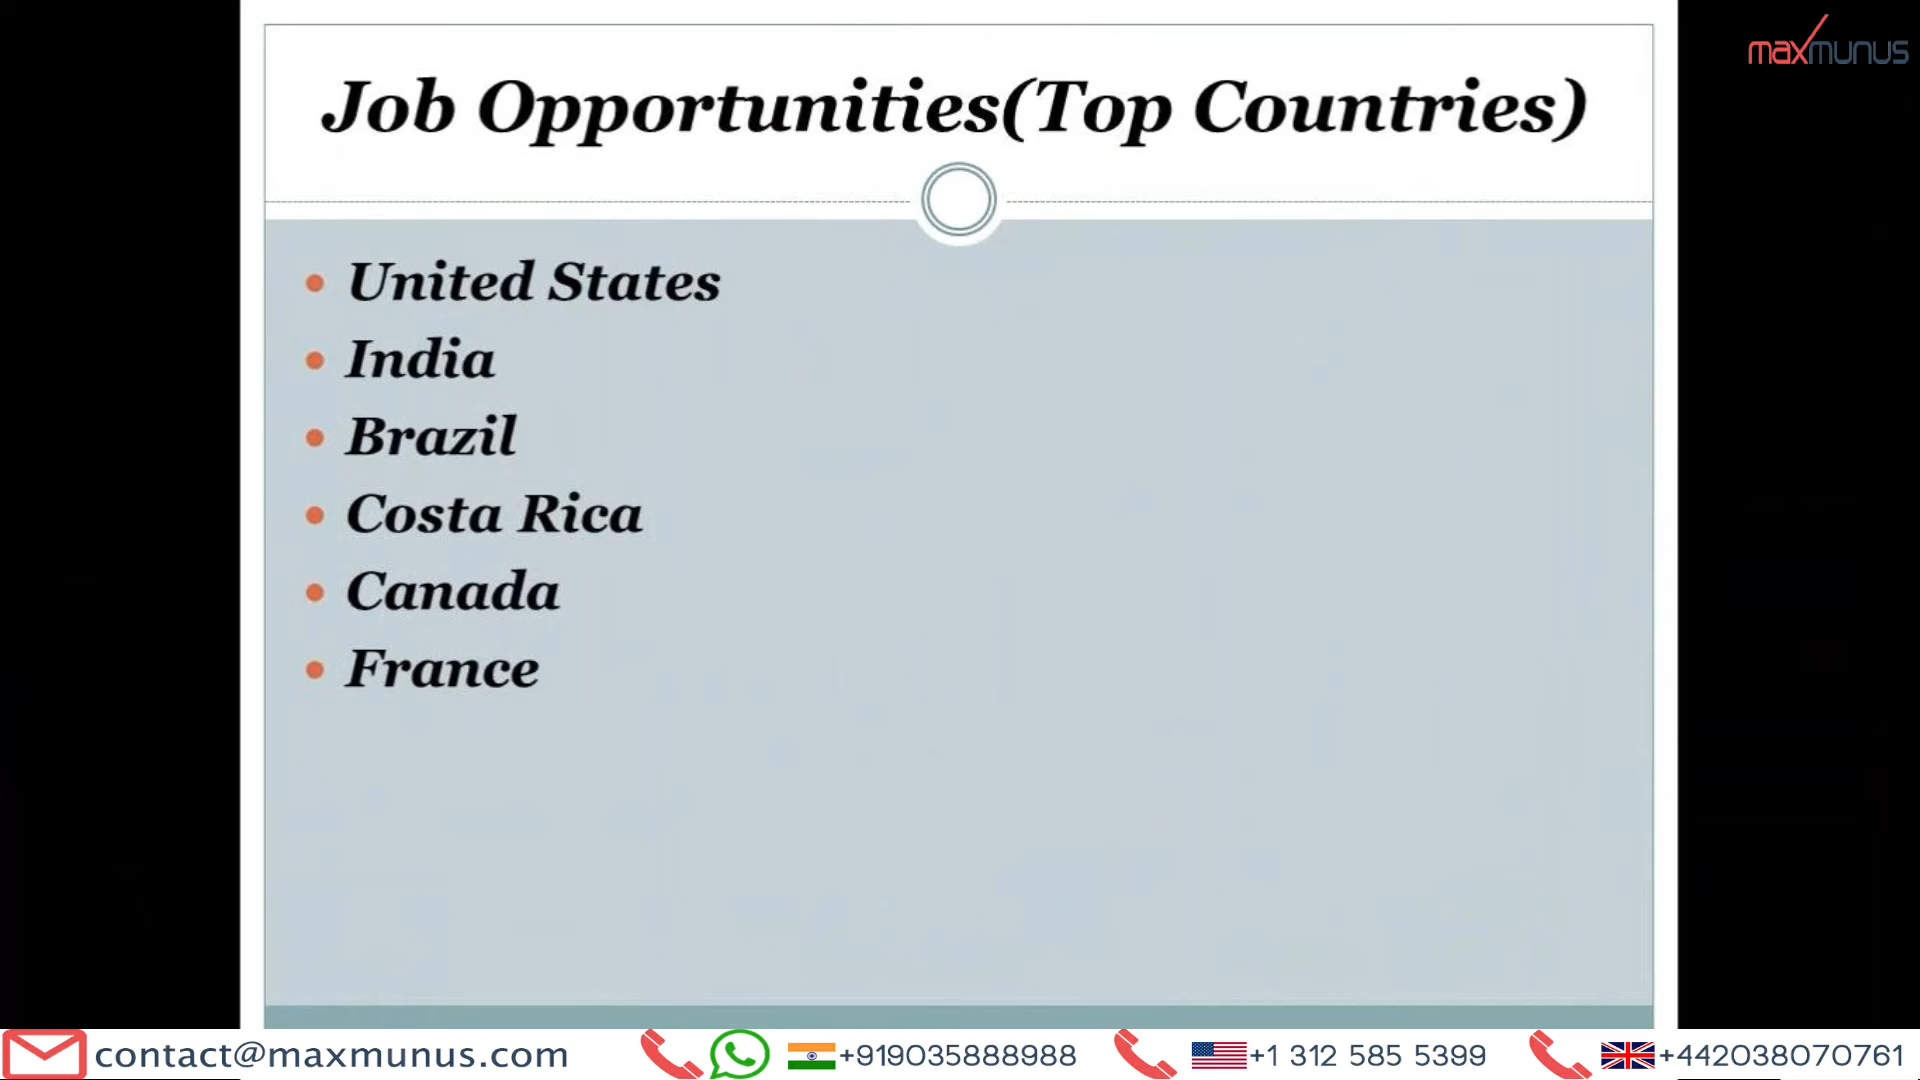 maxmunus
Job Opportunities(Top Countries)
• United States
• India
• Brazil
• Costa Rica
• Canada
• France
contact@maxmunus.com +919035888988 +1 312 585 5399 +442038070761